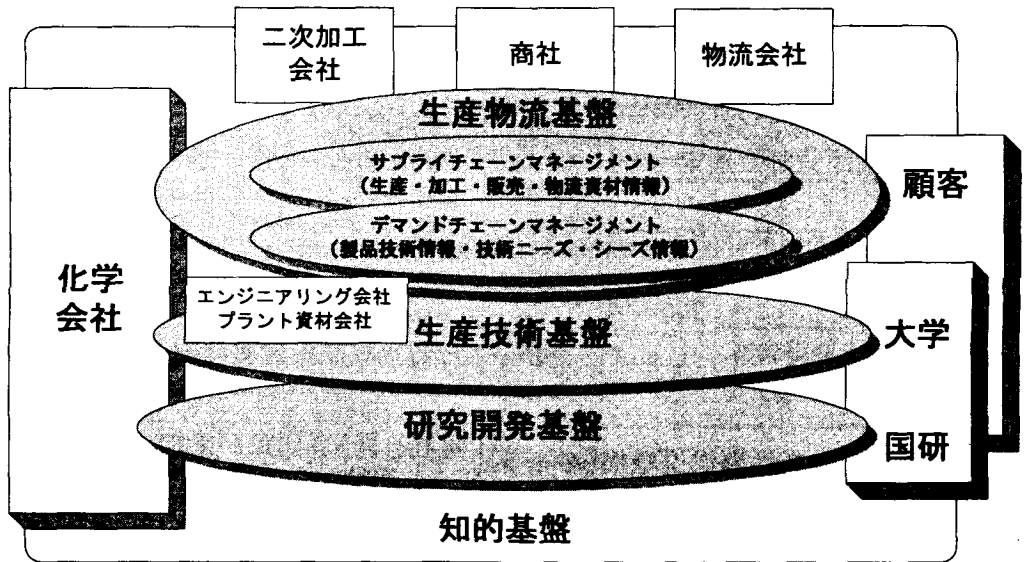 二次加工
会社
商社
物流会社
生産物流基盤
サプライチェーンマネージメント
（生産・加工・販売・物流資材情報）
デマンドチェーンマネージメント
（製品技術情報・技術ニーズ・シーズ情報）
化学
会社
顧客
エンジニアリング会社
プラント資材会社
生産技術基盤
大学
研究開発基盤
国研
知的基盤